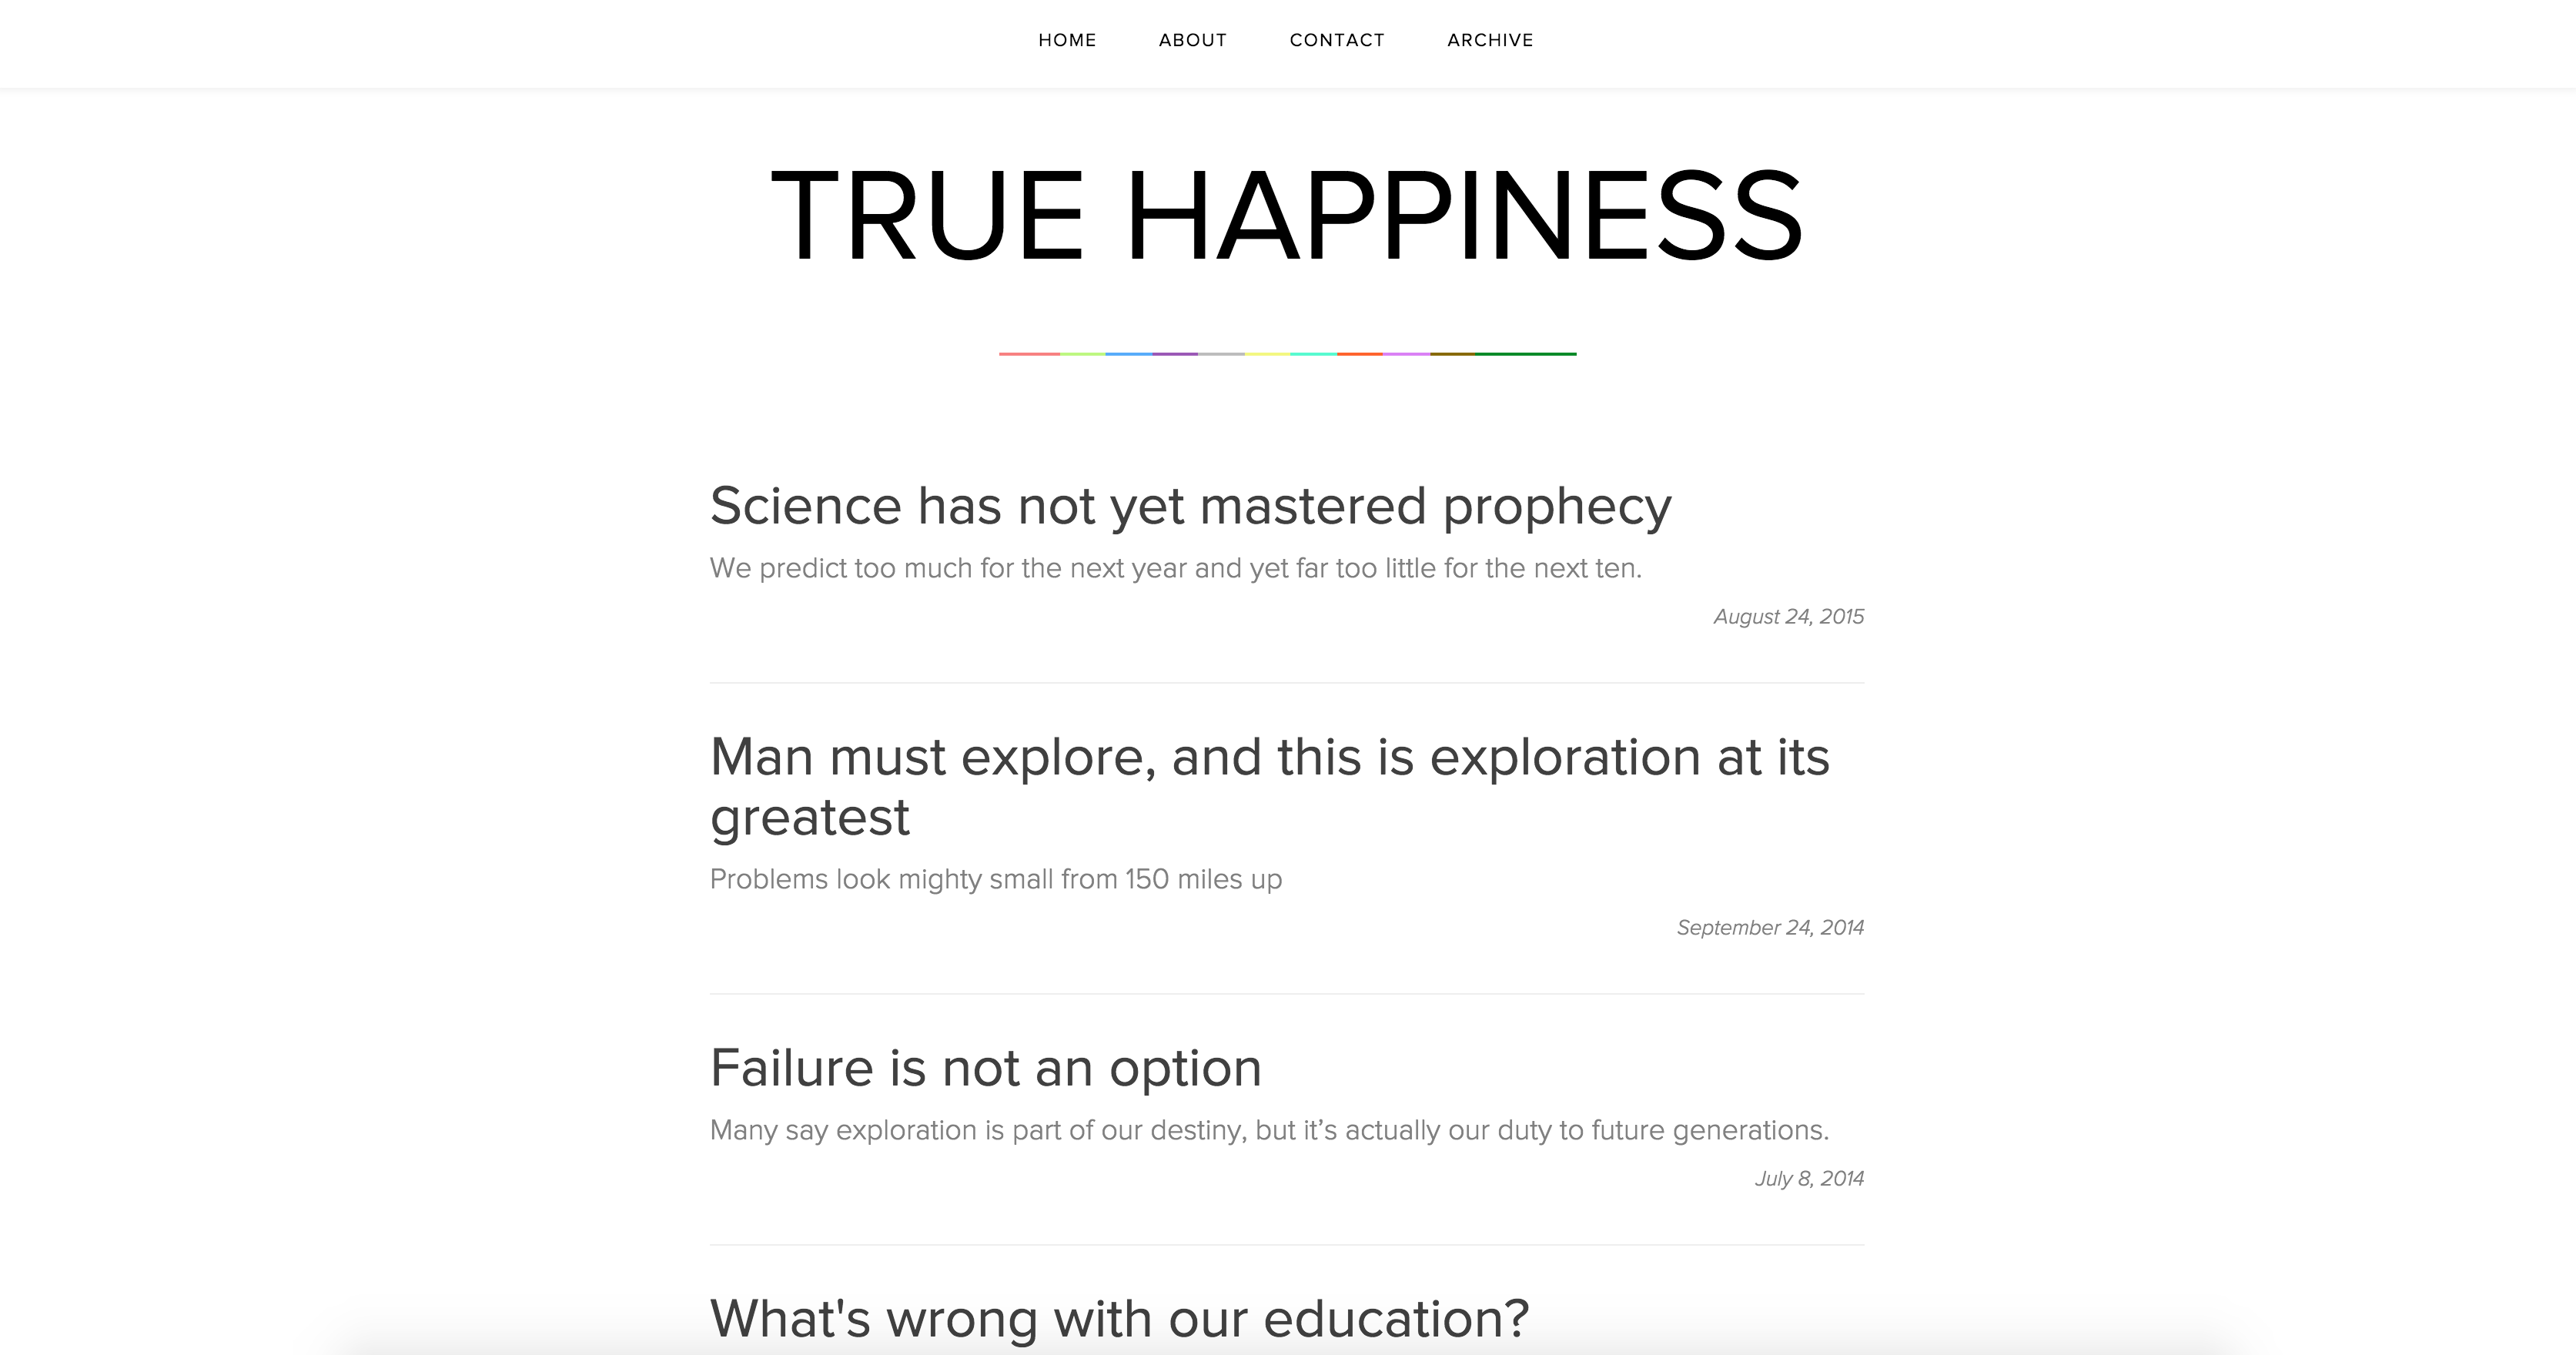 HOME ABOUT CONTACT ARCHIVE
TRUE HAPPINESS
Science has not yet mastered prophecy
We predict too much for the next year and yet far too little for the next ten.
August 24, 2015
Man must explore, and this is exploration at its
greatest
Problems look mighty small from 150 miles up
September 24, 2014
Failure is not an option
Many say exploration is part of our destiny, but it’s actually our duty to future generations.
July 8, 2014
What's wrong with our education?